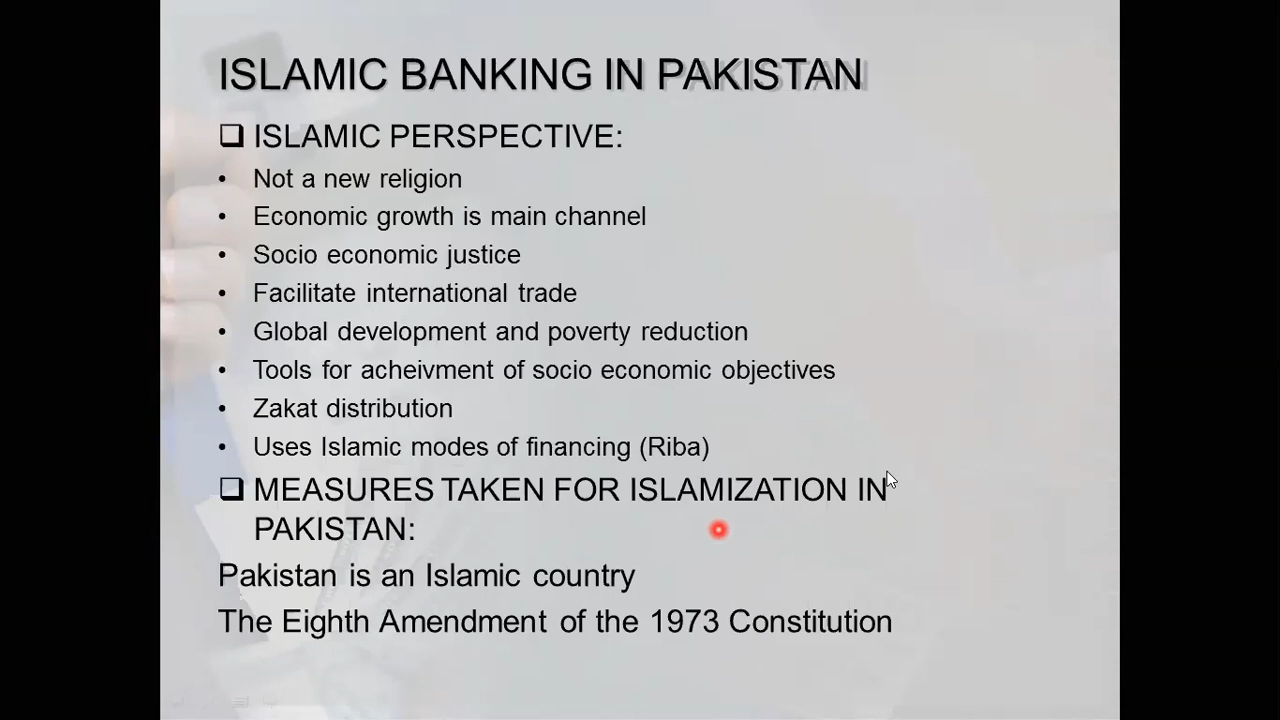 ISLAMIC BANKING IN PAKISTAN
❑ ISLAMIC PERSPECTIVE:
• Not a new religion
• Economic growth is main channel
• Socio economic justice
• Facilitate international trade
• Global development and poverty reduction
• Tools for acheivment of socio economic objectives
• Zakat distribution
• Uses Islamic modes of financing (Riba)
❑ MEASURES TAKEN FOR ISLAMIZATION IN
PAKISTAN:
Pakistan is an Islamic country
The Eighth Amendment of the 1973 Constitution